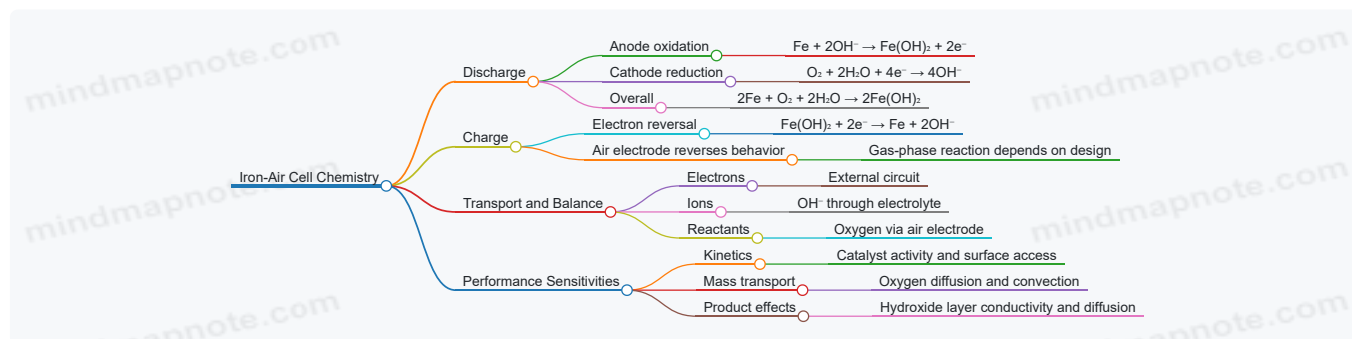 Iron-Air Cell Chemistry
Discharge
Anode oxidation
Fe + 2OH⁻ → Fe(OH)₂ + 2e⁻
Cathode reduction
O₂ + 2H₂O + 4e⁻ → 4OH⁻
Overall
2Fe + O₂ + 2H₂O → 2Fe(OH)₂
Charge
Electron reversal
Fe(OH)₂ + 2e⁻ → Fe + 2OH⁻
Air electrode reverses behavior
Gas-phase reaction depends on design
Transport and Balance
Electrons
External circuit
Ions
OH⁻ through electrolyte
Reactants
Oxygen via air electrode
Performance Sensitivities
Kinetics
Catalyst activity and surface access
Mass transport
Oxygen diffusion and convection
Product effects
Hydroxide layer conductivity and diffusion
mindmapnote.com
mindmapnote.com
mindmapnote.com
mindmapnote.com
mindmapnote.com
mindmapnote.com